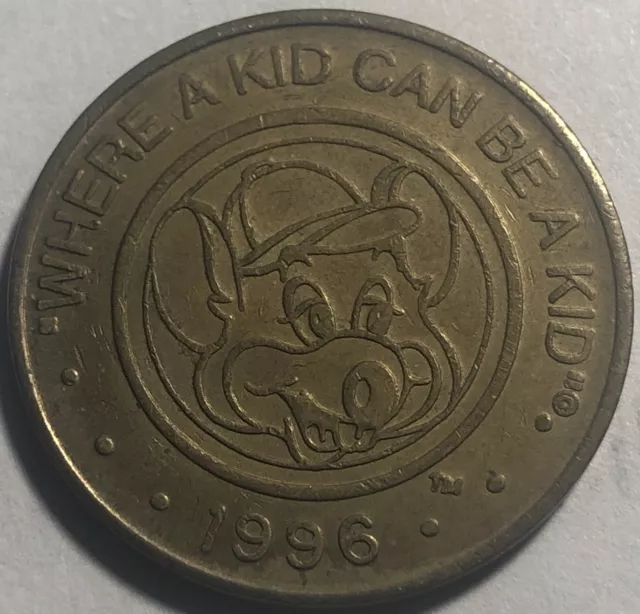 "WHERE A KID CAN BE A KID"®
TM
1996